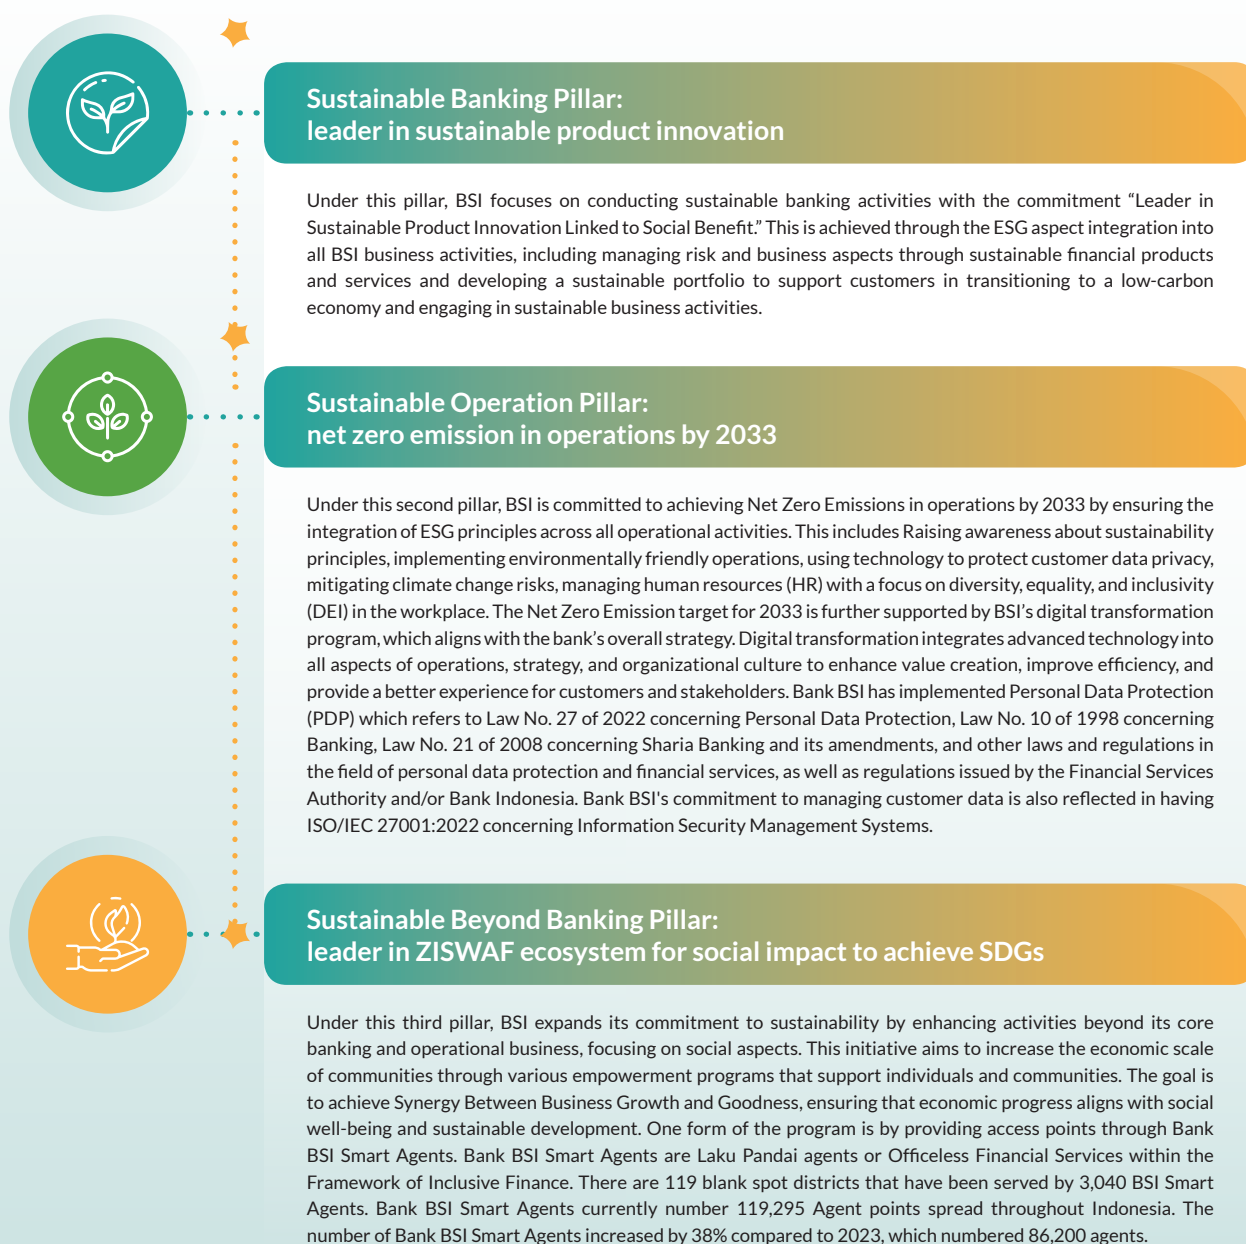 Sustainable Banking Pillar:
leader in sustainable product innovation
Under this pillar, BSI focuses on conducting sustainable banking activities with the commitment “Leader in
Sustainable Product Innovation Linked to Social Benefit.” This is achieved through the ESG aspect integration into
all BSI business activities, including managing risk and business aspects through sustainable financial products
and services and developing a sustainable portfolio to support customers in transitioning to a low-carbon
economy and engaging in sustainable business activities.
Sustainable Operation Pillar:
net zero emission in operations by 2033
Under this second pillar, BSI is committed to achieving Net Zero Emissions in operations by 2033 by ensuring the
integration of ESG principles across all operational activities. This includes Raising awareness about sustainability
principles, implementing environmentally friendly operations, using technology to protect customer data privacy,
mitigating climate change risks, managing human resources (HR) with a focus on diversity, equality, and inclusivity
(DEI) in the workplace. The Net Zero Emission target for 2033 is further supported by BSI’s digital transformation
program, which aligns with the bank’s overall strategy. Digital transformation integrates advanced technology into
all aspects of operations, strategy, and organizational culture to enhance value creation, improve efficiency, and
provide a better experience for customers and stakeholders. Bank BSI has implemented Personal Data Protection
(PDP) which refers to Law No. 27 of 2022 concerning Personal Data Protection, Law No. 10 of 1998 concerning
Banking, Law No. 21 of 2008 concerning Sharia Banking and its amendments, and other laws and regulations in
the field of personal data protection and financial services, as well as regulations issued by the Financial Services
Authority and/or Bank Indonesia. Bank BSI's commitment to managing customer data is also reflected in having
ISO/IEC 27001:2022 concerning Information Security Management Systems.
Sustainable Beyond Banking Pillar:
leader in ZISWAF ecosystem for social impact to achieve SDGs
Under this third pillar, BSI expands its commitment to sustainability by enhancing activities beyond its core
banking and operational business, focusing on social aspects. This initiative aims to increase the economic scale
of communities through various empowerment programs that support individuals and communities. The goal is
to achieve Synergy Between Business Growth and Goodness, ensuring that economic progress aligns with social
well-being and sustainable development. One form of the program is by providing access points through Bank
BSI Smart Agents. Bank BSI Smart Agents are Laku Pandai agents or Officeless Financial Services within the
Framework of Inclusive Finance. There are 119 blank spot districts that have been served by 3,040 BSI Smart
Agents. Bank BSI Smart Agents currently number 119,295 Agent points spread throughout Indonesia. The
number of Bank BSI Smart Agents increased by 38% compared to 2023, which numbered 86,200 agents.